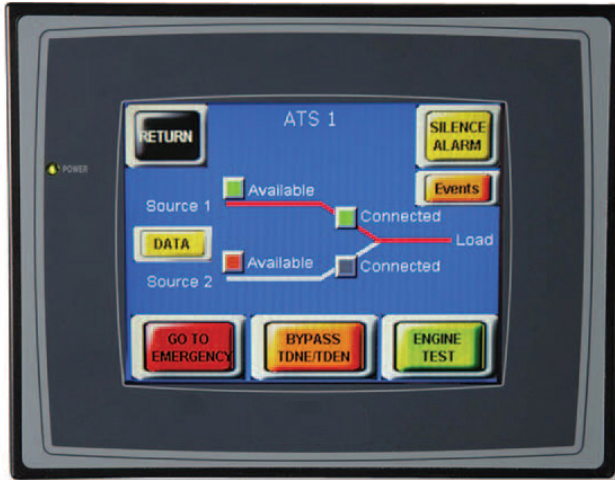 ATS 1
RETURN
SILENCE
ALARM
POWER
Available
Events
Source 1
Connected
DATA
Load
Available
Connected
Source 2
GO TO
EMERGENCY
BYPASS
TDNE/TDEN
ENGINE
TEST